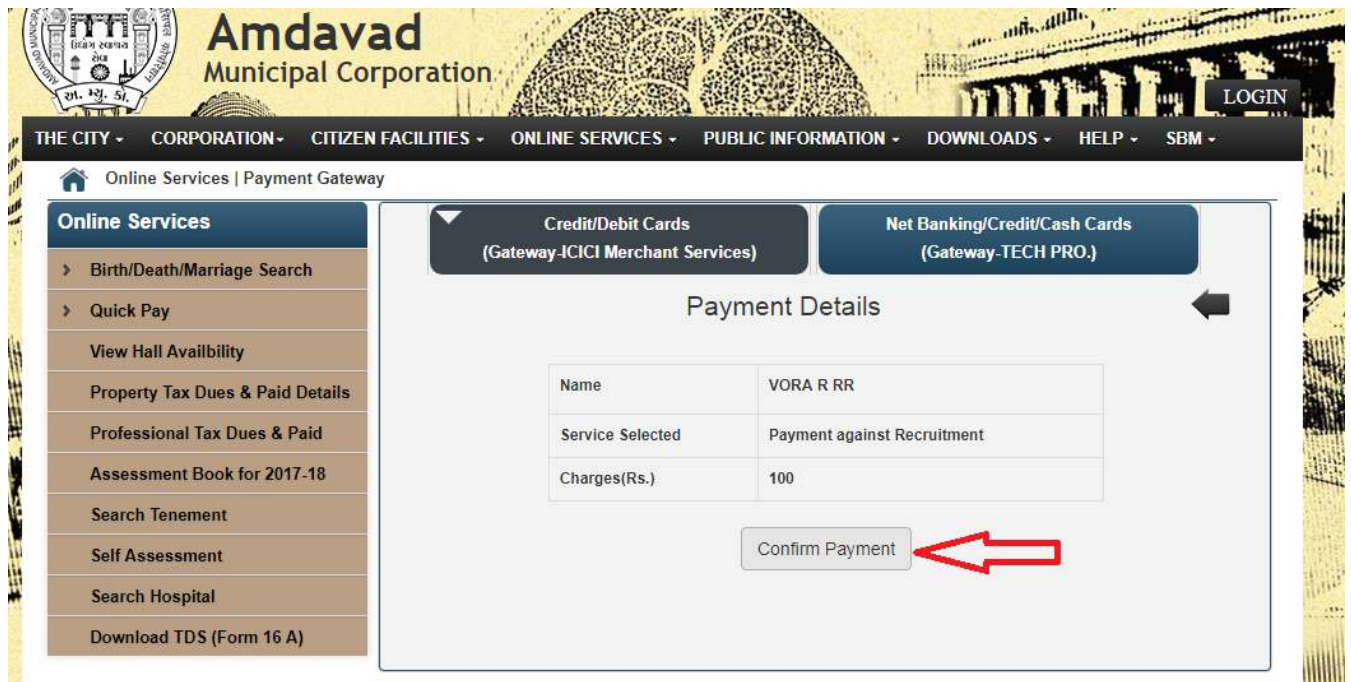 ઉદ્યોગ સ્વાશ્રય
સેવા
અ. મ્યુ. કો.
Amdavad
Municipal Corporation
LOGIN
THE CITY CORPORATION CITIZEN FACILITIES ONLINE SERVICES PUBLIC INFORMATION DOWNLOADS HELP SBM
Online Services | Payment Gateway
Online Services
Birth/Death/Marriage Search
Quick Pay
View Hall Availbility
Property Tax Dues & Paid Details
Professional Tax Dues & Paid
Assessment Book for 2017-18
Search Tenement
Self Assessment
Search Hospital
Download TDS (Form 16 A)
Credit/Debit Cards
(Gateway-ICICI Merchant Services)
Net Banking/Credit/Cash Cards
(Gateway-TECH PRO.)
Payment Details
Name VORA R RR
Service Selected Payment against Recruitment
Charges(Rs.) 100
Confirm Payment